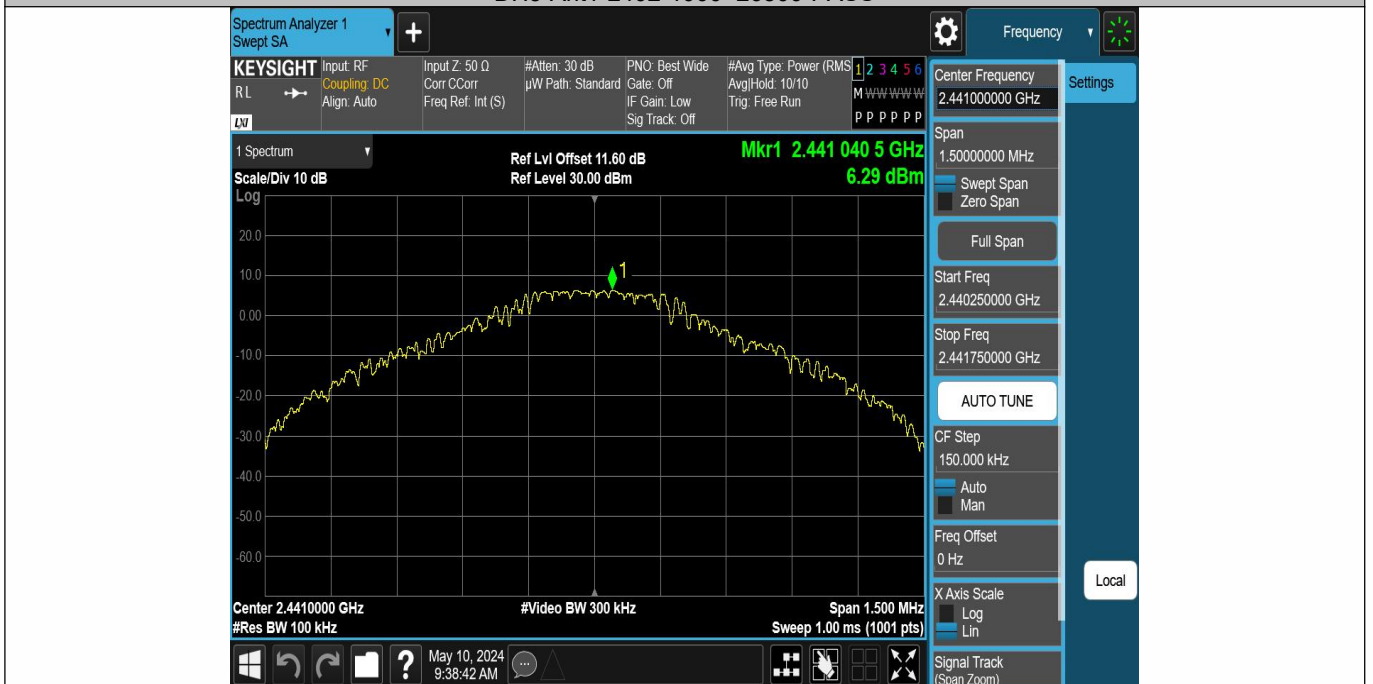 Spectrum Analyzer 1
Swept SA
+
Frequency
KEYSIGHT
RL
LXI
Input: RF
Coupling: DC
Align: Auto
Input Z: 50 Ω
Corr CCorr
Freq Ref: Int (S)
#Atten: 30 dB
µW Path: Standard
PNO: Best Wide
Gate: Off
IF Gain: Low
Sig Track: Off
#Avg Type: Power (RMS
Avg|Hold: 10/10
Trig: Free Run
1 2 3 4 5 6
M W W W W W
P P P P P P
1 Spectrum
Scale/Div 10 dB
Ref Lvl Offset 11.60 dB
Ref Level 30.00 dBm
Mkr1 2.441 040 5 GHz
6.29 dBm
Log
20.0
10.0
0.00
-10.0
-20.0
-30.0
-40.0
-50.0
-60.0
1
Center 2.4410000 GHz
#Res BW 100 kHz
#Video BW 300 kHz
Span 1.500 MHz
Sweep 1.00 ms (1001 pts)
May 10, 2024
9:38:42 AM
?
Center Frequency
2.441000000 GHz
Span
1.50000000 MHz
Swept Span
Zero Span
Full Span
Start Freq
2.440250000 GHz
Stop Freq
2.441750000 GHz
AUTO TUNE
CF Step
150.000 kHz
Auto
Man
Freq Offset
0 Hz
X Axis Scale
Log
Lin
Signal Track
(Span Zoom)
Settings
Local